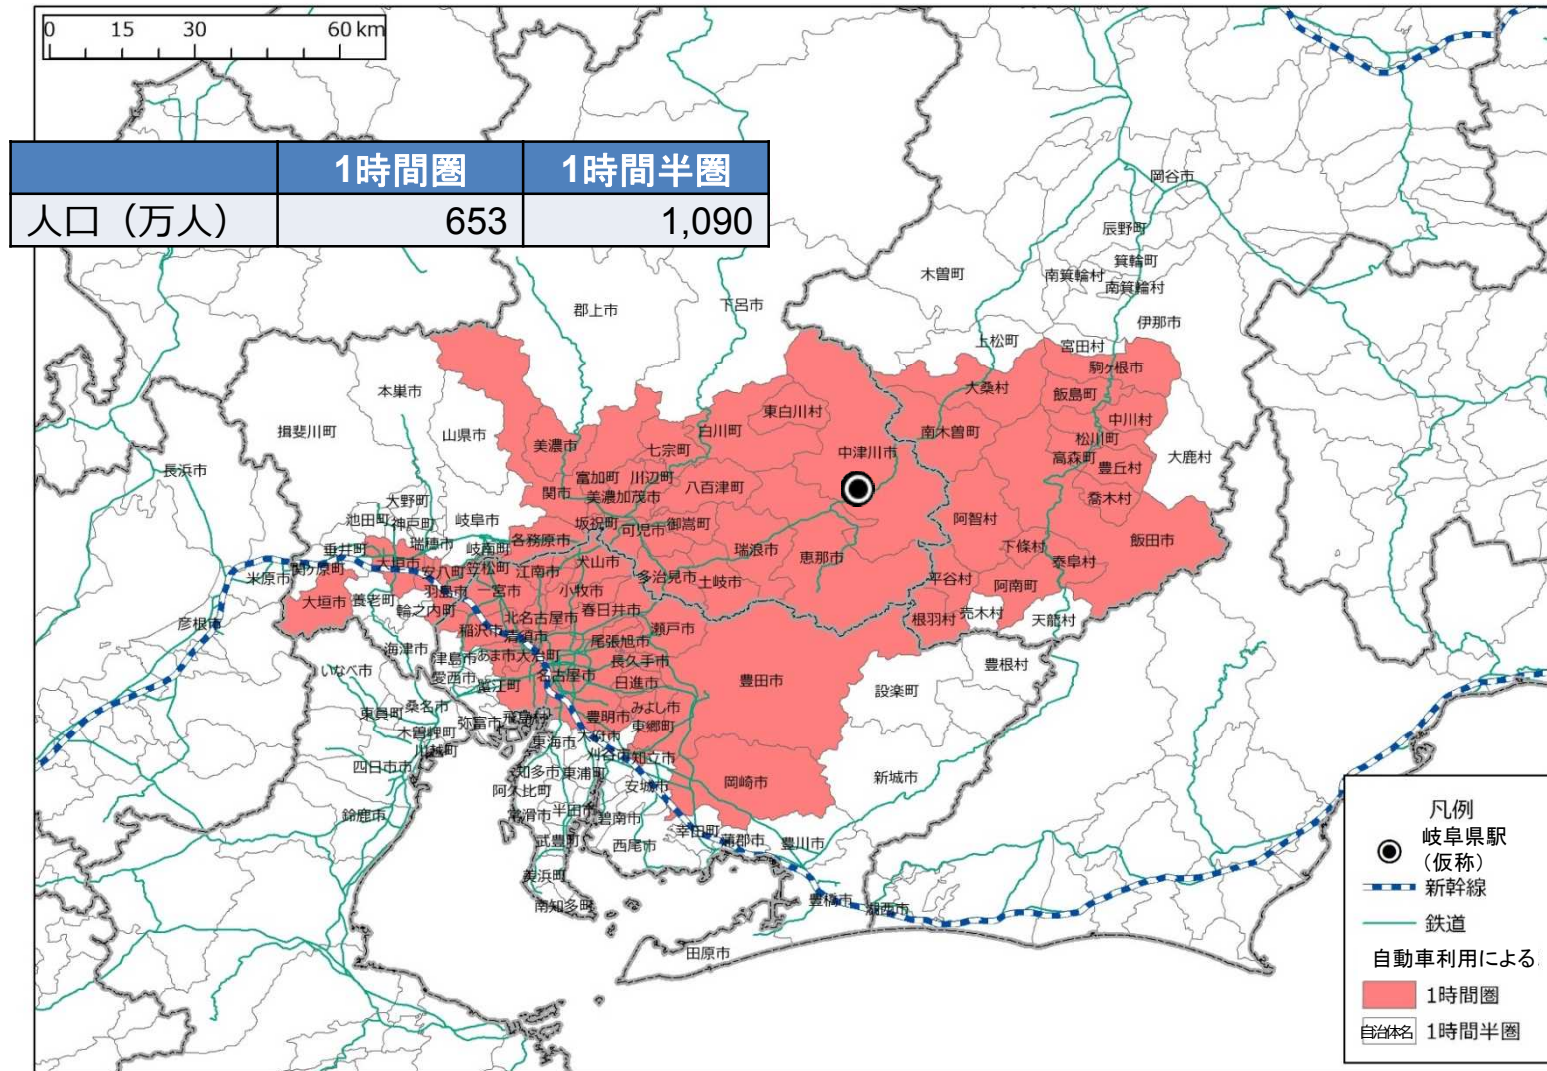 0 15 30 60 km
1時間圏 1時間半圏
人口（万人） 653 1,090
岡谷市
辰野町
箕輪町
木曽町
南箕輪村
南箕輪村
郡上市
下呂市
伊那市
上松町
宮田村
駒ヶ根市
本巣市
大桑村
飯島町
東白川村
中川村
揖斐川町
山県市
美濃市
七宗町
白川町
南木曽町
松川町
中津川市
高森町
豊丘村
大鹿村
長浜市
富加町
川辺町
関市
美濃加茂市
八百津町
喬木村
大野町
池田町
神戸町
岐阜市
坂祝町
可児市
御嵩町
阿智村
瑞穂市
岐南町
各務原市
瑞浪市
恵那市
下條村
飯田市
垂井町
関ケ原町
大垣市
安八町
笠松町
江南市
犬山市
多治見市
土岐市
平谷村
阿南町
泰阜村
米原市
大垣市
養老町
羽島市
一宮市
小牧市
輪之内町
北名古屋市
春日井市
根羽村
売木村
天龍村
彦根市
稲沢市
清須市
瀬戸市
尾張旭市
海津市
津島市
あま市
大治町
長久手市
豊根村
いなべ市
愛西市
蟹江町
名古屋市
日進市
豊田市
設楽町
東員町
桑名市
弥富市
飛島村
豊明市
みよし市
東郷町
木曽岬町
川越町
東海市
大府市
刈谷市
知立市
四日市市
知多市
東浦町
安城市
岡崎市
新城市
阿久比町
鈴鹿市
常滑市
半田市
碧南市
武豊町
西尾市
幸田町
蒲郡市
豊川市
美浜町
南知多町
豊橋市
湖西市
田原市
凡例
岐阜県駅
（仮称）
新幹線
鉄道
自動車利用による
1時間圏
自治体名 1時間半圏